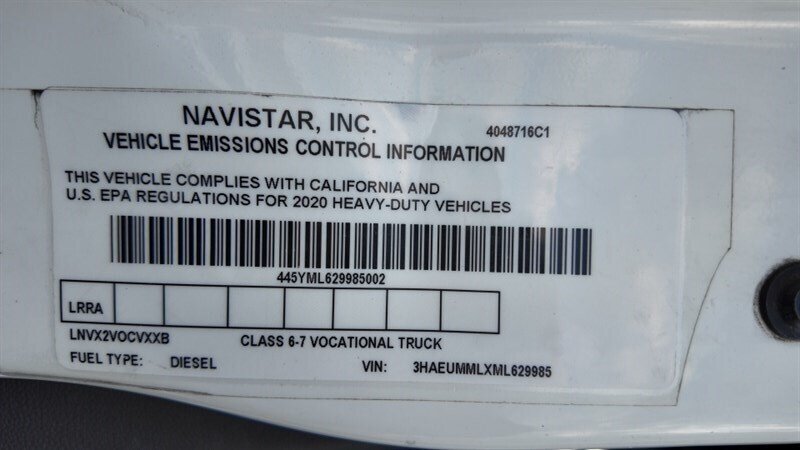 NAVISTAR, INC.
4048716C1
VEHICLE EMISSIONS CONTROL INFORMATION
THIS VEHICLE COMPLIES WITH CALIFORNIA AND
U.S. EPA REGULATIONS FOR 2020 HEAVY-DUTY VEHICLES
445YML629985002
LRRA
LNVX2VOCVXXB CLASS 6-7 VOCATIONAL TRUCK
FUEL TYPE: DIESEL VIN: 3HAEUMMLXML629985